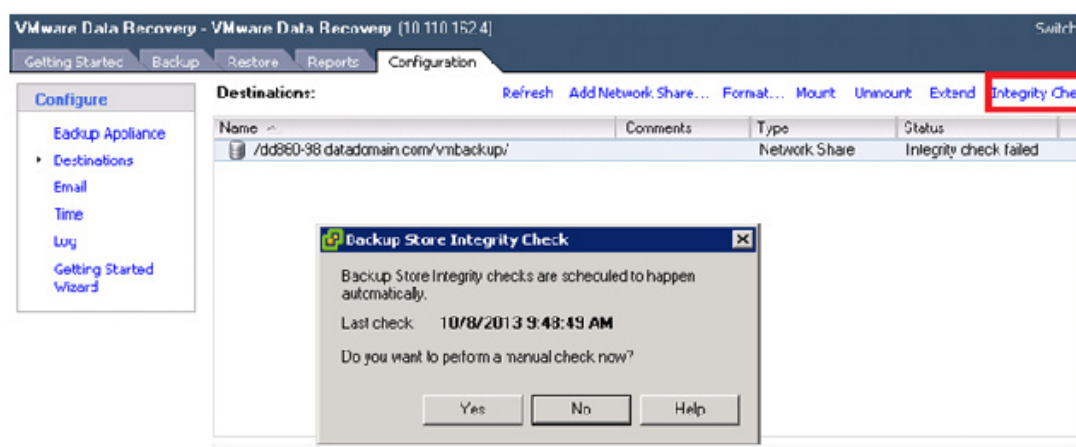 VMware Data Recovery - VMware Data Recovery (10.110.162.4)
Switch
Getting Started Backup Restore Reports Configuration
Configure
Backup Appliance
Destinations
Email
Time
Log
Getting Started
Wizard
Destinations:
Refresh Add Network Share... Format... Mount Unmount Extend Integrity Che
Name Comments Type Status
/dd860-98.datadomain.com/vmbackup/ Network Share Integrity check failed
Backup Store Integrity Check
Backup Store Integrity checks are scheduled to happen
automatically.
Last check 10/8/2013 9:48:49 AM
Do you want to perform a manual check now?
Yes No Help